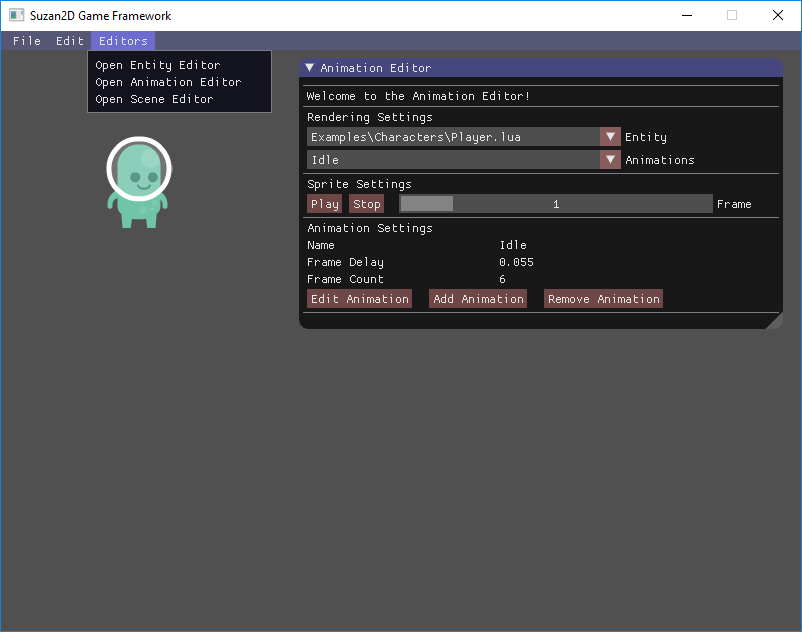 Suzan2D Game Framework
File Edit Editors
Open Entity Editor
Open Animation Editor
Open Scene Editor
Animation Editor
Welcome to the Animation Editor!
Rendering Settings
Examples\Characters\Player.lua Entity
Idle Animations
Sprite Settings
Play Stop 1 Frame
Animation Settings
Name Idle
Frame Delay 0.055
Frame Count 6
Edit Animation Add Animation Remove Animation